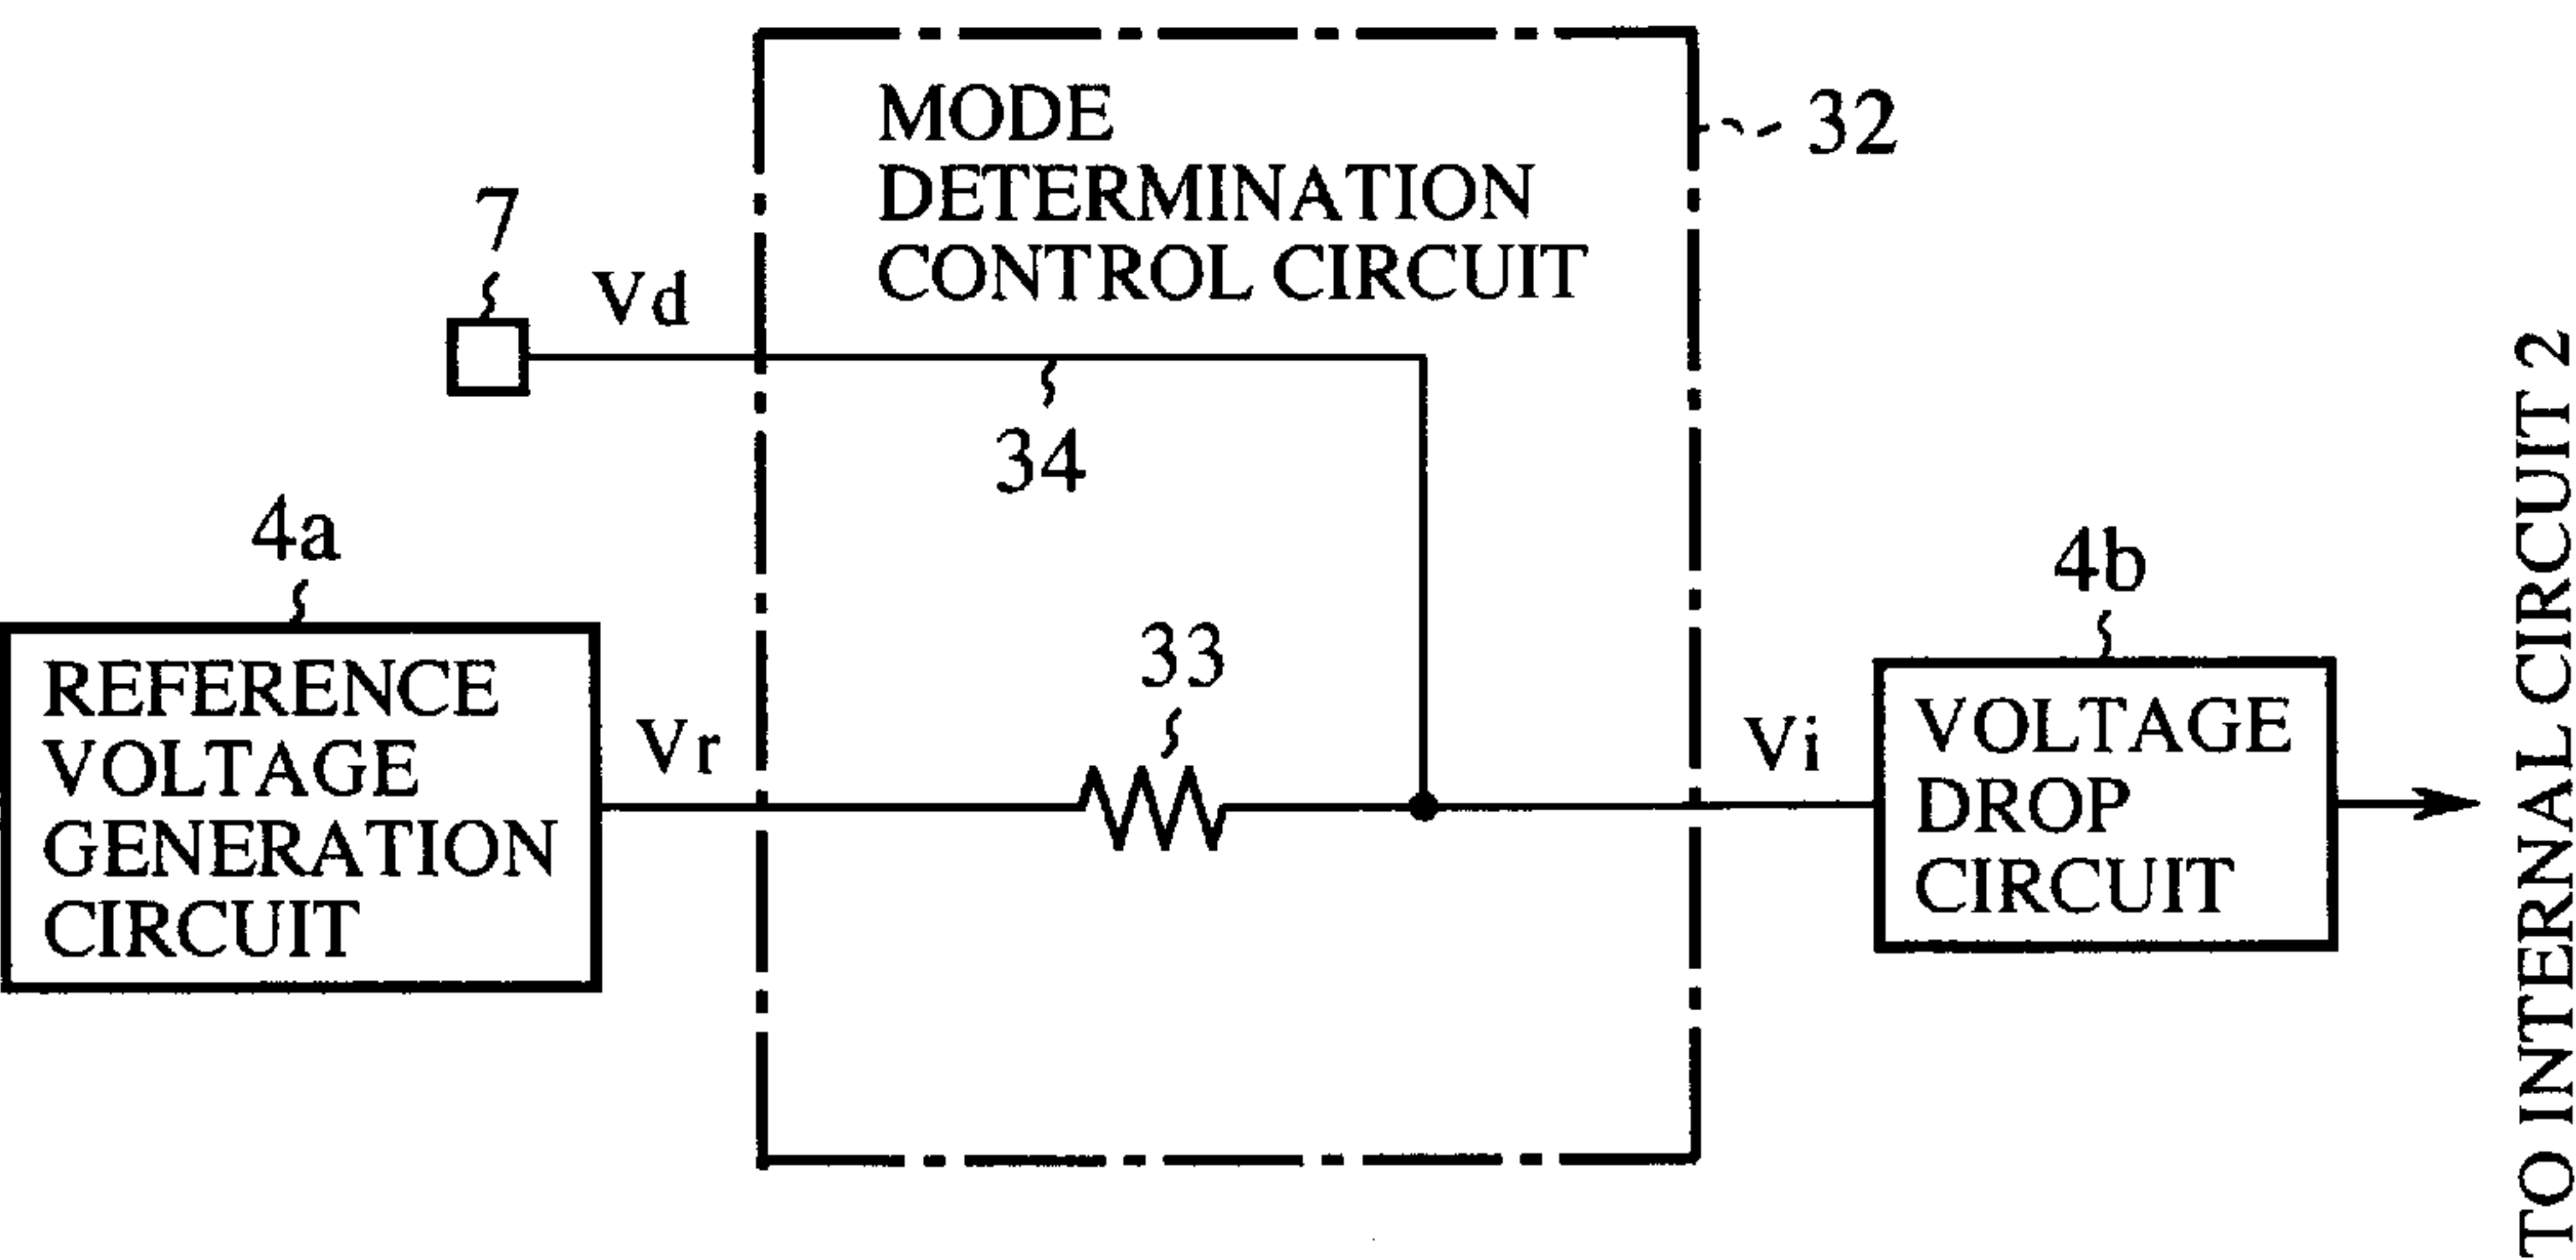 MODE
DETERMINATION
CONTROL CIRCUIT
32
7
Vd
34
4a
REFERENCE
VOLTAGE
GENERATION
CIRCUIT
Vr
33
Vi
4b
VOLTAGE
DROP
CIRCUIT
TO INTERNAL CIRCUIT 2